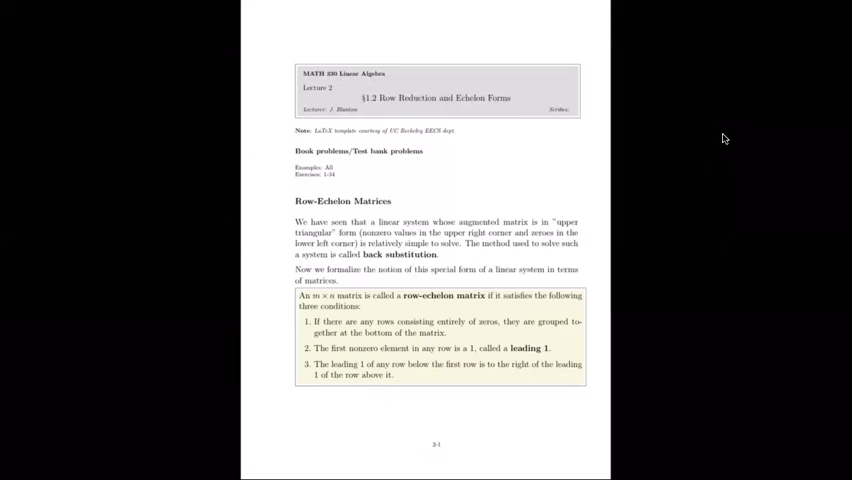 MATH 330 Linear Algebra
Lecture 2
§1.2 Row Reduction and Echelon Forms
Lecturer: J. Blanton Scribes:
Note: LaTeX template courtesy of UC Berkeley EECS dept.
Book problems/Test bank problems
Examples: All
Exercises: 1-34
Row-Echelon Matrices
We have seen that a linear system whose augmented matrix is in "upper
triangular" form (nonzero values in the upper right corner and zeroes in the
lower left corner) is relatively simple to solve. The method used to solve such
a system is called back substitution.
Now we formalize the notion of this special form of a linear system in terms
of matrices.
An m × n matrix is called a row-echelon matrix if it satisfies the following
three conditions:
1. If there are any rows consisting entirely of zeros, they are grouped to-
gether at the bottom of the matrix.
2. The first nonzero element in any row is a 1, called a leading 1.
3. The leading 1 of any row below the first row is to the right of the leading
1 of the row above it.
2-1